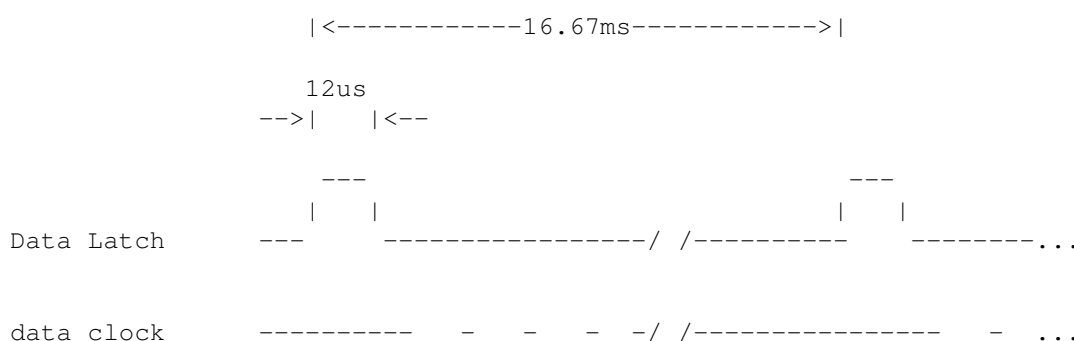 |<------------16.67ms------------>|
12us
-->|   |<--
---                                  ---
|   |                              |   |
Data Latch      ---     -----------------/ /----------     --------...
data clock      ----------   -   -   -  -/ /----------------   -  ...